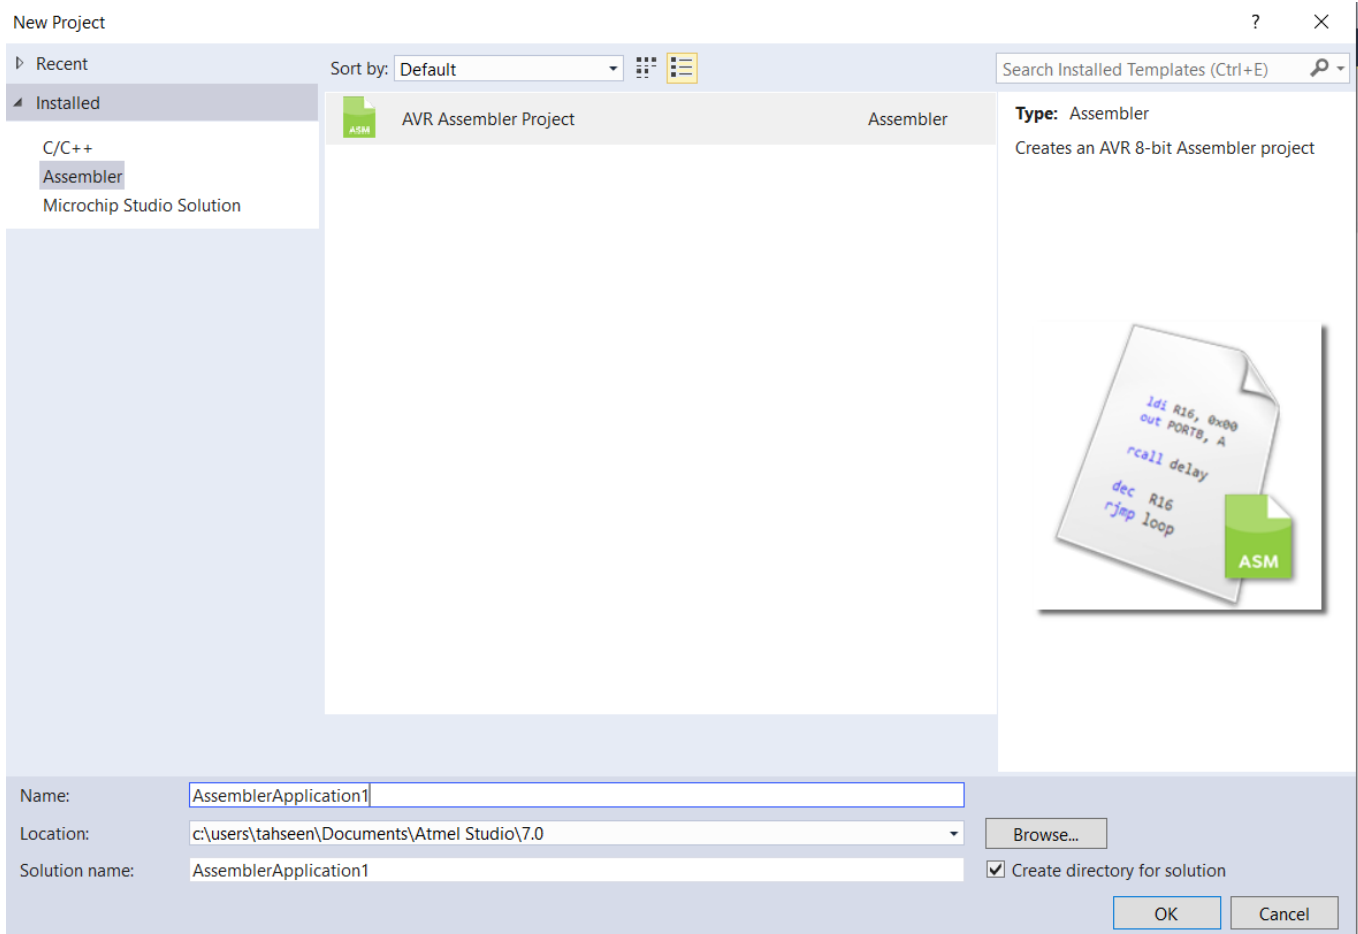 New Project
?
Recent
Installed
C/C++
Assembler
Microchip Studio Solution
Sort by: Default
Search Installed Templates (Ctrl+E)
ASM AVR Assembler Project Assembler
Type: Assembler
Creates an AVR 8-bit Assembler project
ldi R16, 0x00
out PORTB, A
rcall delay
dec R16
rjmp loop
ASM
Name: AssemblerApplication1
Location: c:\users\tahseen\Documents\Atmel Studio\7.0 Browse...
Solution name: AssemblerApplication1 Create directory for solution
OK Cancel